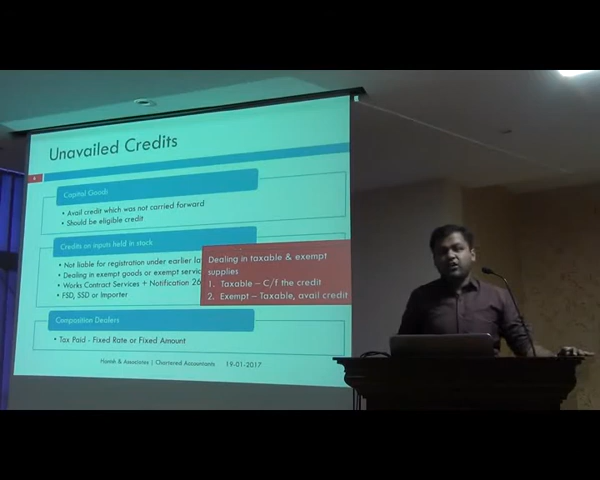 Unavailed Credits
Capital Goods
• Avail credit which was not carried forward
• Should be eligible credit
Credits on inputs held in stock
• Not liable for registration under earlier
• Dealing in exempt goods or exempt
• Works Contract Services + Notification 26
• FSD, SSD or Importer
Dealing in taxable & exempt
supplies
1. Taxable – C/f the credit
2. Exempt – Taxable, avail credit
Composition Dealers
• Tax Paid - Fixed Rate or Fixed Amount
& Associates | Chartered Accountants 19-01-2017